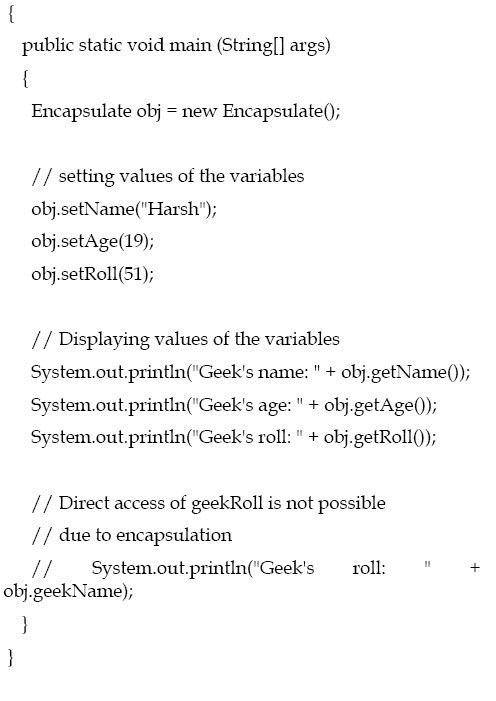 {
public static void main (String[] args)
{
Encapsulate obj = new Encapsulate();
// setting values of the variables
obj.setName("Harsh");
obj.setAge(19);
obj.setRoll(51);
// Displaying values of the variables
System.out.println("Geek's name: " + obj.getName());
System.out.println("Geek's age: " + obj.getAge());
System.out.println("Geek's roll: " + obj.getRoll());
// Direct access of geekRoll is not possible
// due to encapsulation
// System.out.println("Geek's roll: " +
obj.geekName);
}
}